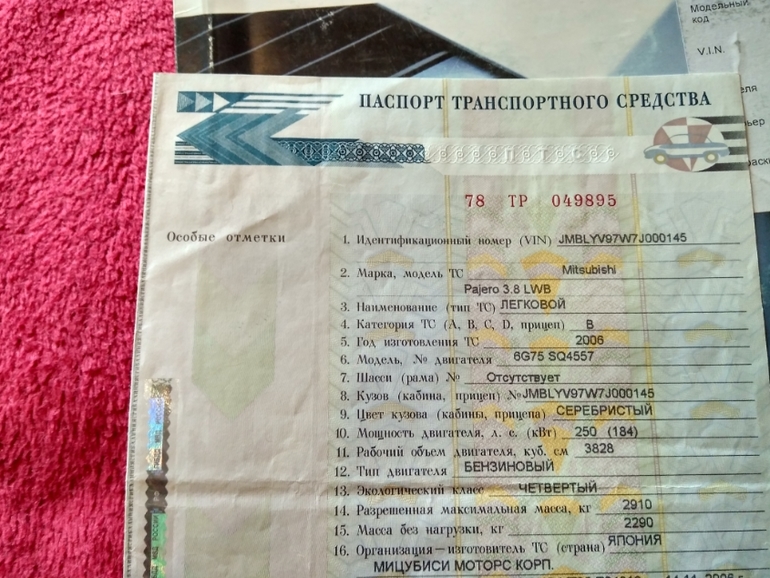 Модельный
код
V.I.N.
ПАСПОРТ ТРАНСПОРТНОГО СРЕДСТВА
78 ТР 049895
Особые отметки
1. Идентификационный номер (VIN) JMBLYV97W7J000145
2. Марка, модель ТС Mitsubishi
Pajero 3.8 LWB
3. Наименование (тип ТС) ЛЕГКОВОЙ
4. Категория ТС (A, B, C, D, прицеп) B
5. Год изготовления ТС 2006
6. Модель, № двигателя 6G75 SQ4557
7. Шасси (рама) № Отсутствует
8. Кузов (кабина, прицеп) № JMBLYV97W7J000145
9. Цвет кузова (кабины, прицепа) СЕРЕБРИСТЫЙ
10. Мощность двигателя, л. с. (кВт) 250 (184)
11. Рабочий объем двигателя, куб. см 3828
12. Тип двигателя БЕНЗИНОВЫЙ
13. Экологический класс ЧЕТВЕРТЫЙ
14. Разрешенная максимальная масса, кг 2910
15. Масса без нагрузки, кг 2290
16. Организация–изготовитель ТС (страна) ЯПОНИЯ
МИЦУБИСИ МОТОРС КОРП.